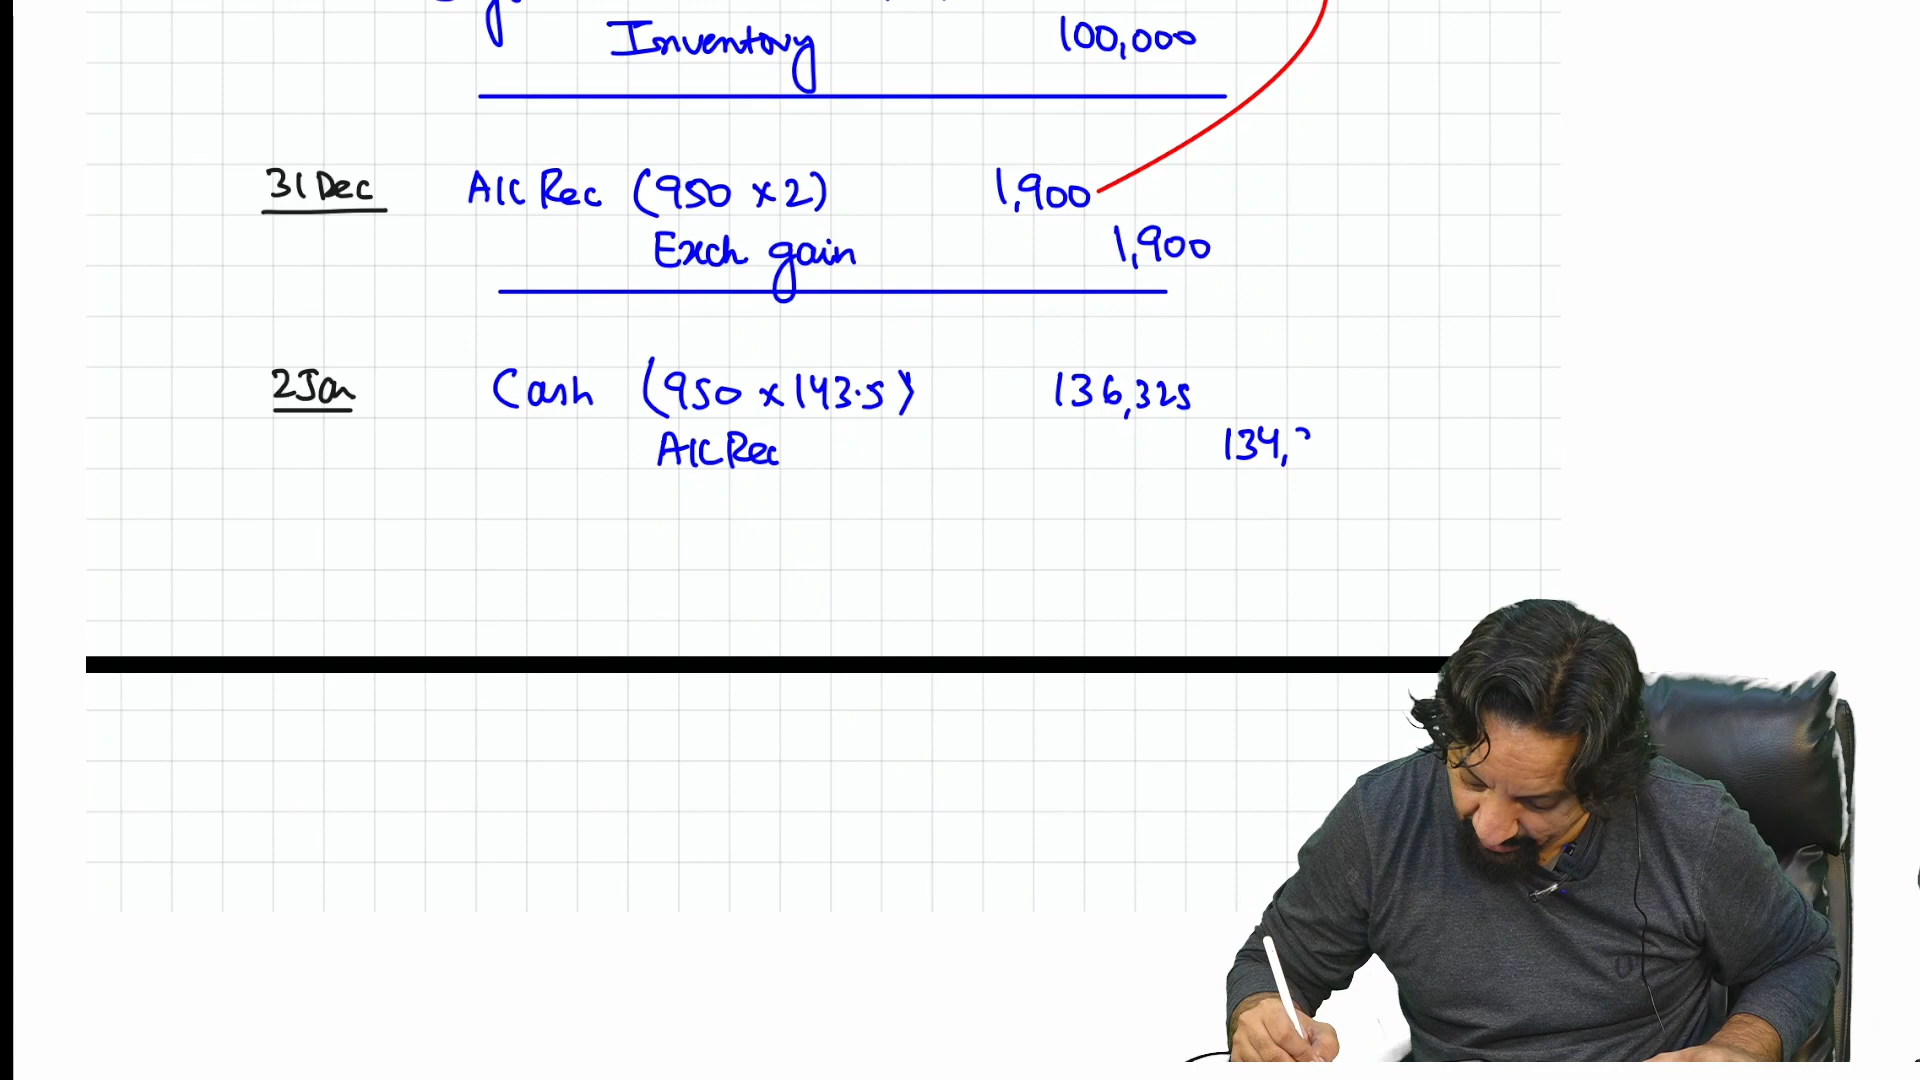 Inventory 100,000
31 Dec A/C Rec (950 x 2) 1,900
Exch gain 1,900
2 Jan Cash (950 x 143.5) 136,325
A/C Rec 134,